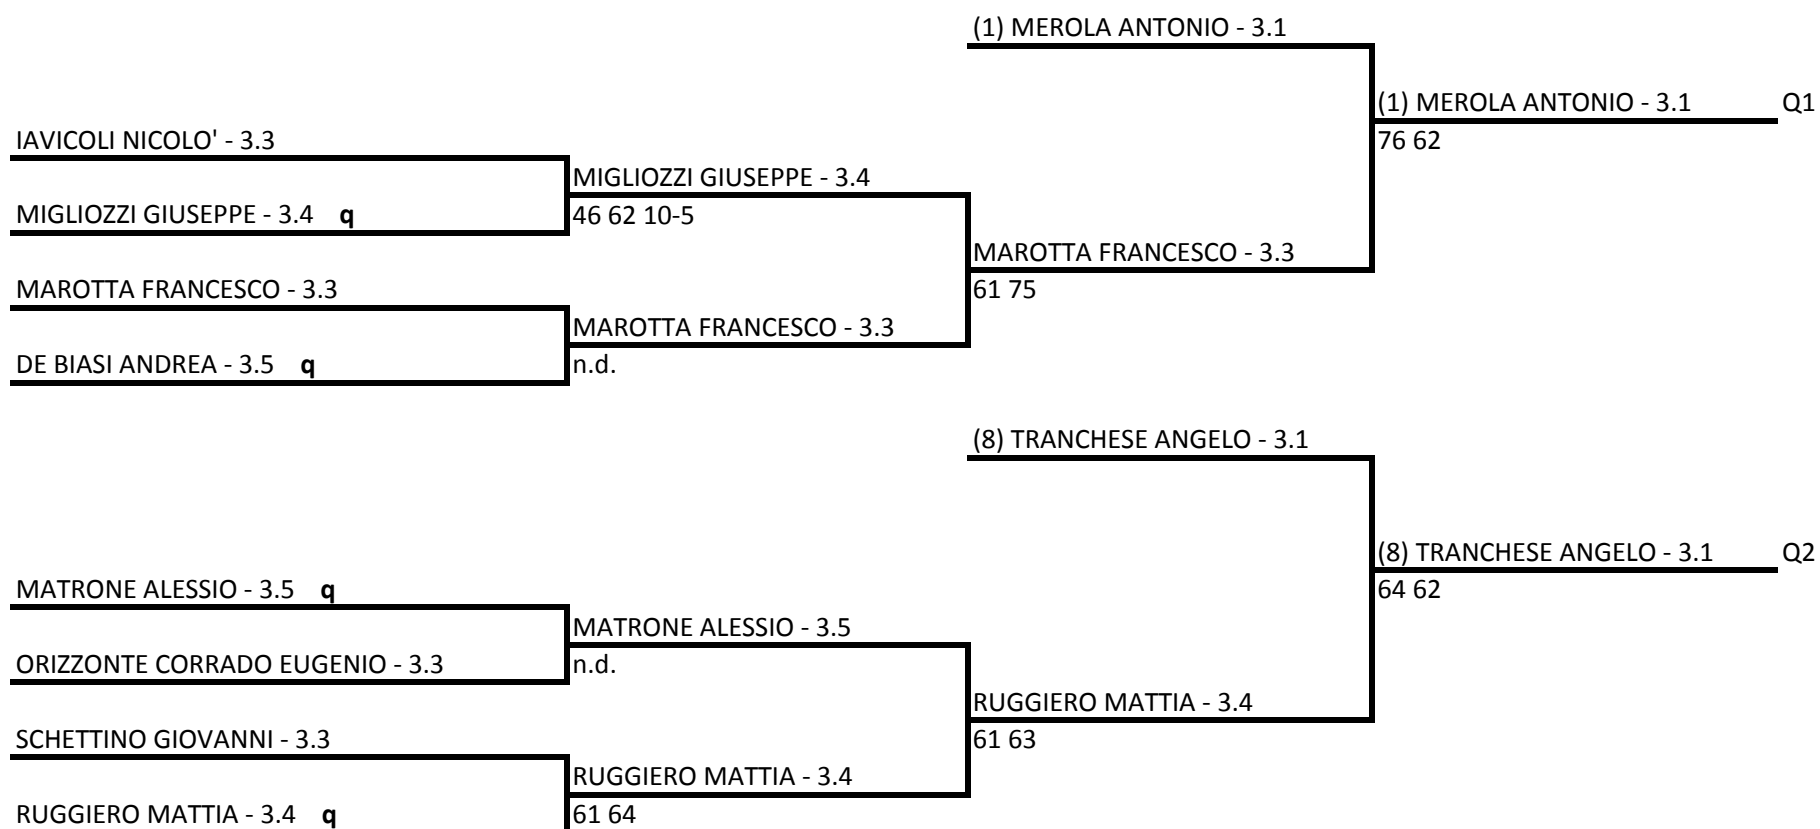 (1) MEROLA ANTONIO - 3.1
(1) MEROLA ANTONIO - 3.1 Q1
IAVICOLI NICOLO' - 3.3
76 62
MIGLIOZZI GIUSEPPE - 3.4
MIGLIOZZI GIUSEPPE - 3.4 q
46 62 10-5
MAROTTA FRANCESCO - 3.3
MAROTTA FRANCESCO - 3.3
61 75
MAROTTA FRANCESCO - 3.3
DE BIASI ANDREA - 3.5 q
n.d.
(8) TRANCHESE ANGELO - 3.1
(8) TRANCHESE ANGELO - 3.1 Q2
MATRONE ALESSIO - 3.5 q
64 62
MATRONE ALESSIO - 3.5
ORIZZONTE CORRADO EUGENIO - 3.3
n.d.
RUGGIERO MATTIA - 3.4
SCHETTINO GIOVANNI - 3.3
61 63
RUGGIERO MATTIA - 3.4
RUGGIERO MATTIA - 3.4 q
61 64